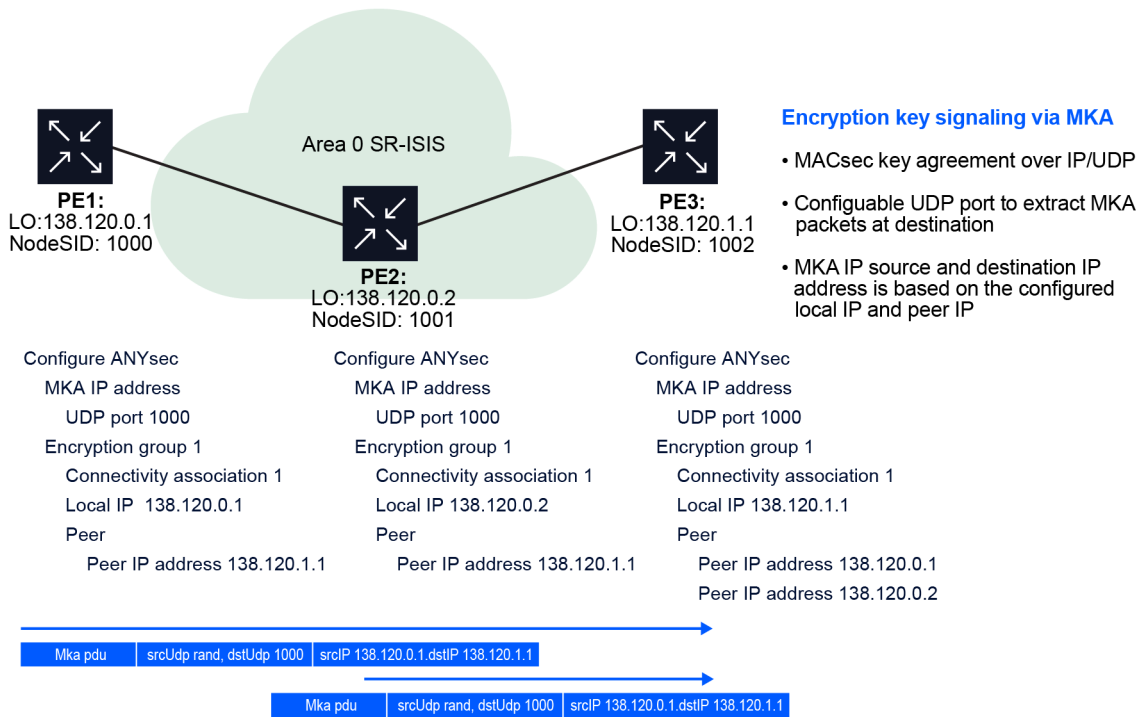 Area 0 SR-ISIS
PE1:
LO:138.120.0.1
NodeSID: 1000
PE2:
LO:138.120.0.2
NodeSID: 1001
PE3:
LO:138.120.1.1
NodeSID: 1002
Encryption key signaling via MKA
• MACsec key agreement over IP/UDP
• Configuable UDP port to extract MKA
packets at destination
• MKA IP source and destination IP
address is based on the configured
local IP and peer IP
Configure ANYsec
MKA IP address
UDP port 1000
Encryption group 1
Connectivity association 1
Local IP 138.120.0.1
Peer
Peer IP address 138.120.1.1
Configure ANYsec
MKA IP address
UDP port 1000
Encryption group 1
Connectivity association 1
Local IP 138.120.0.2
Peer
Peer IP address 138.120.1.1
Configure ANYsec
MKA IP address
UDP port 1000
Encryption group 1
Connectivity association 1
Local IP 138.120.1.1
Peer
Peer IP address 138.120.0.1
Peer IP address 138.120.0.2
Mka pdu srcUdp rand, dstUdp 1000 srcIP 138.120.0.1.dstIP 138.120.1.1
Mka pdu srcUdp rand, dstUdp 1000 srcIP 138.120.0.1.dstIP 138.120.1.1